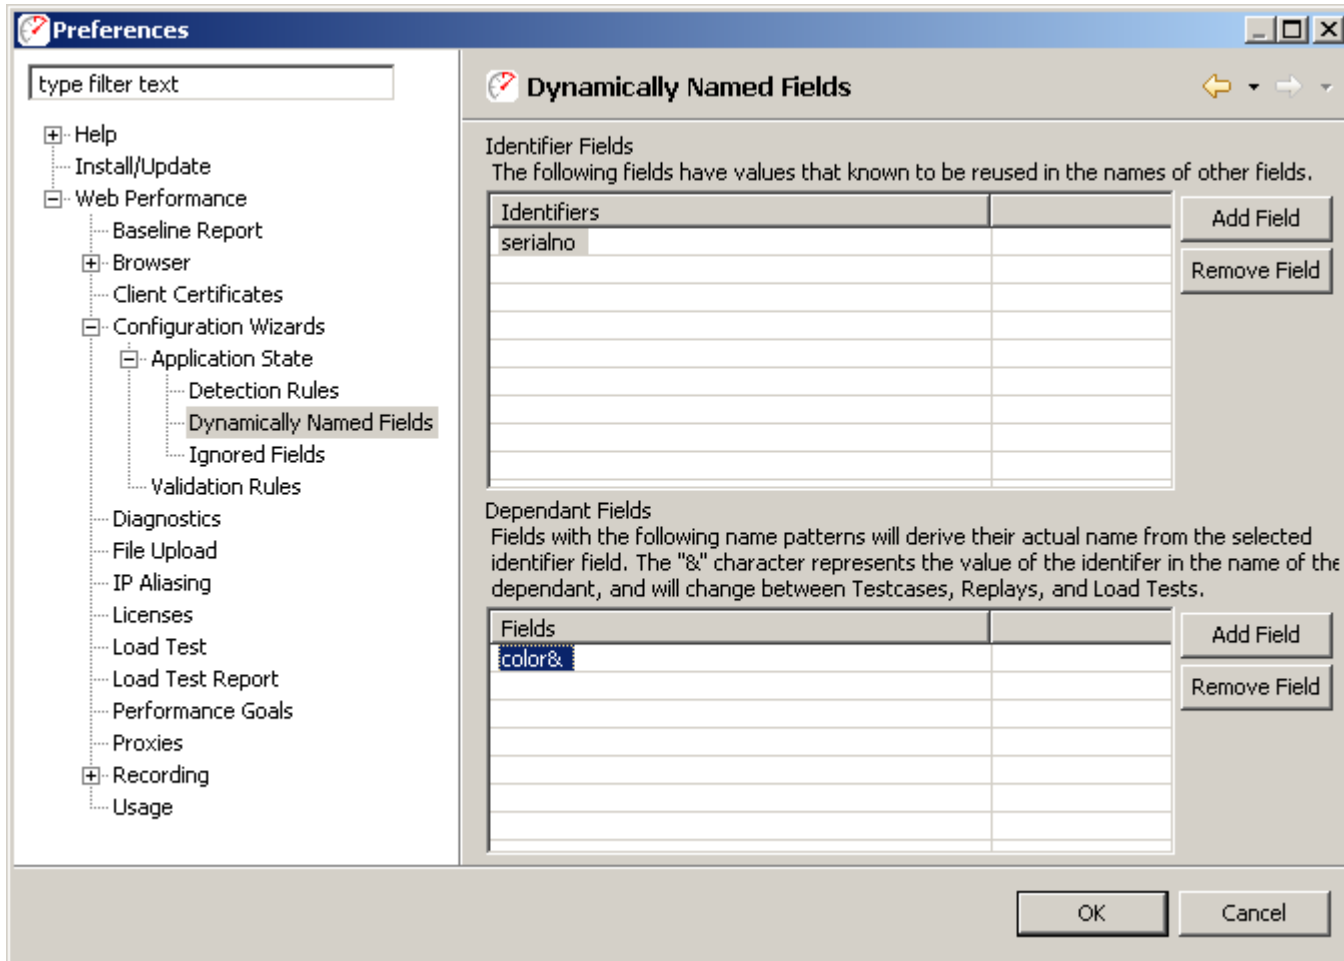 Preferences
type filter text
Help
Install/Update
Web Performance
Baseline Report
Browser
Client Certificates
Configuration Wizards
Application State
Detection Rules
Dynamically Named Fields
Ignored Fields
Validation Rules
Diagnostics
File Upload
IP Aliasing
Licenses
Load Test
Load Test Report
Performance Goals
Proxies
Recording
Usage
Dynamically Named Fields
Identifier Fields
The following fields have values that known to be reused in the names of other fields.
Identifiers
serialno
Add Field
Remove Field
Dependant Fields
Fields with the following name patterns will derive their actual name from the selected
identifier field. The "&" character represents the value of the identifer in the name of the
dependant, and will change between Testcases, Replays, and Load Tests.
Fields
color&
Add Field
Remove Field
OK
Cancel